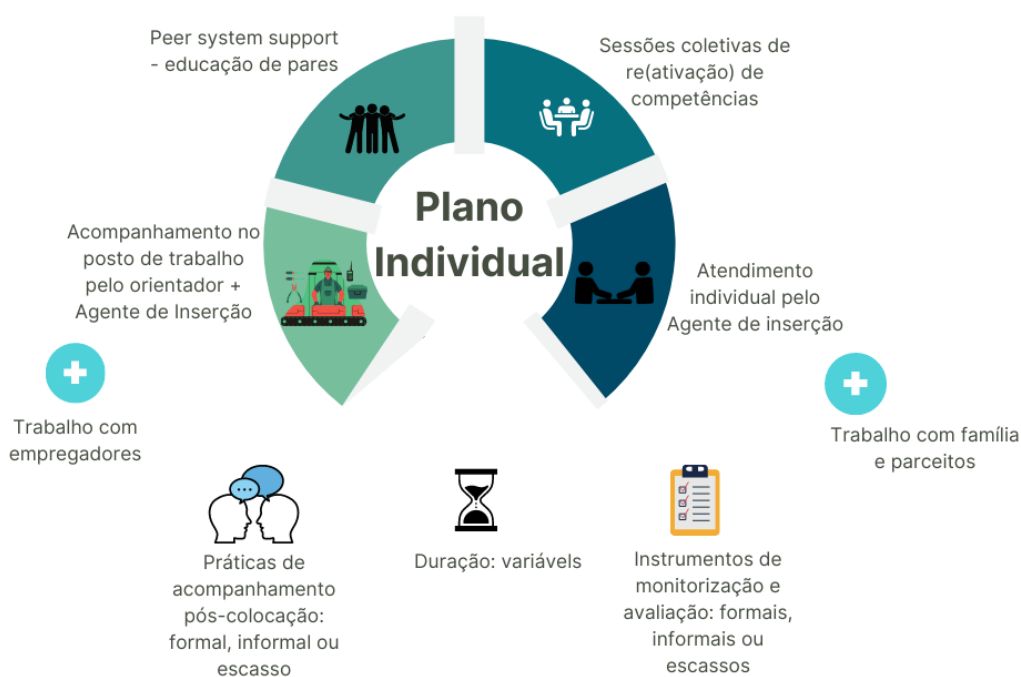 Peer system support
- educação de pares
Sessões coletivas de
re(ativação) de
competências
Plano
Individual
Acompanhamento no
posto de trabalho
pelo orientador +
Agente de Inserção
Atendimento
individual pelo
Agente de inserção
Trabalho com
empregadores
Trabalho com família
e parceitos
Práticas de
acompanhamento
pós-colocação:
formal, informal ou
escasso
Duração: variávels
Instrumentos de
monitorização e
avaliação: formais,
informais ou
escassos